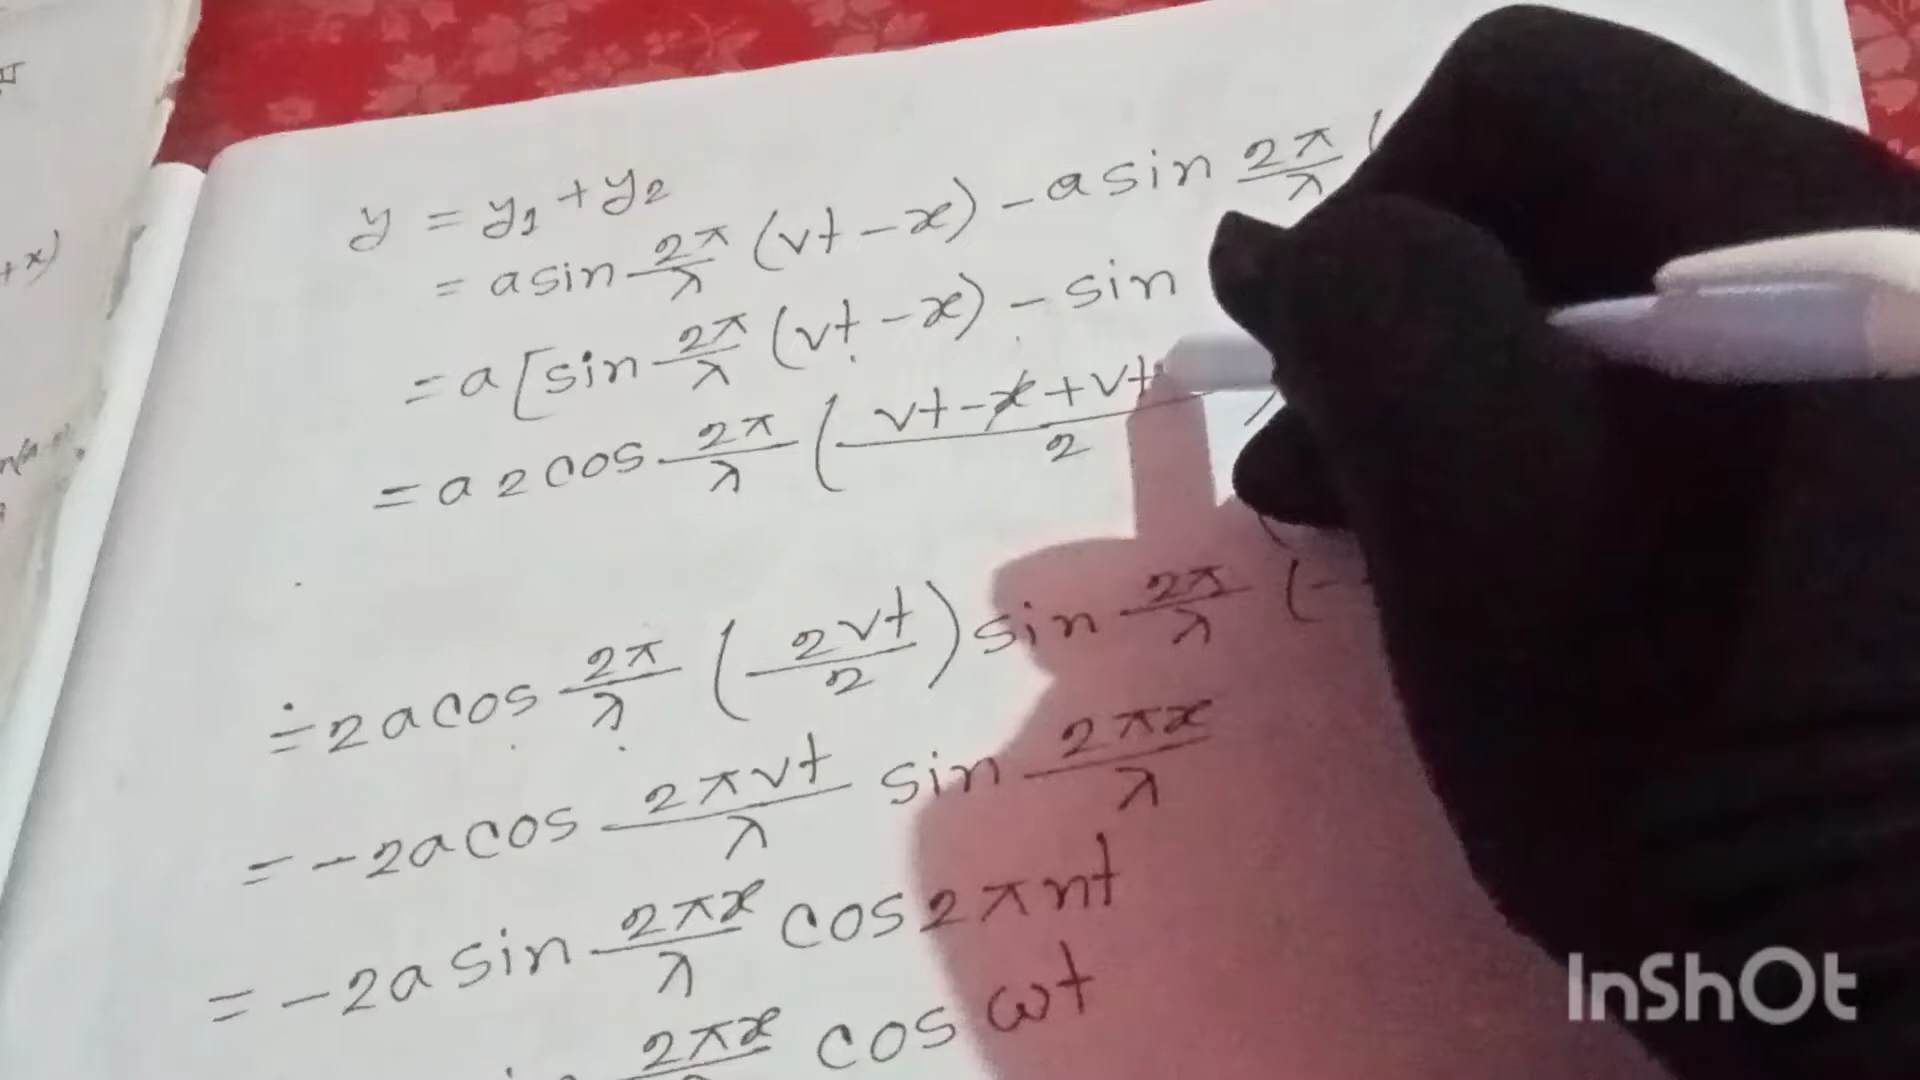 +x)
y = y₁ + y₂
= a sin 2π/λ (vt - x) - a sin 2π/λ (
= a [sin 2π/λ (vt - x) - sin
= a 2 cos 2π/λ ( vt - x + vt / 2
= 2a cos 2π/λ ( 2vt / 2 ) sin 2π/λ (-
= -2a cos 2πvt/λ sin 2πx/λ
= -2a sin 2πx/λ cos 2πnt
2πx cos ωt
InShOt